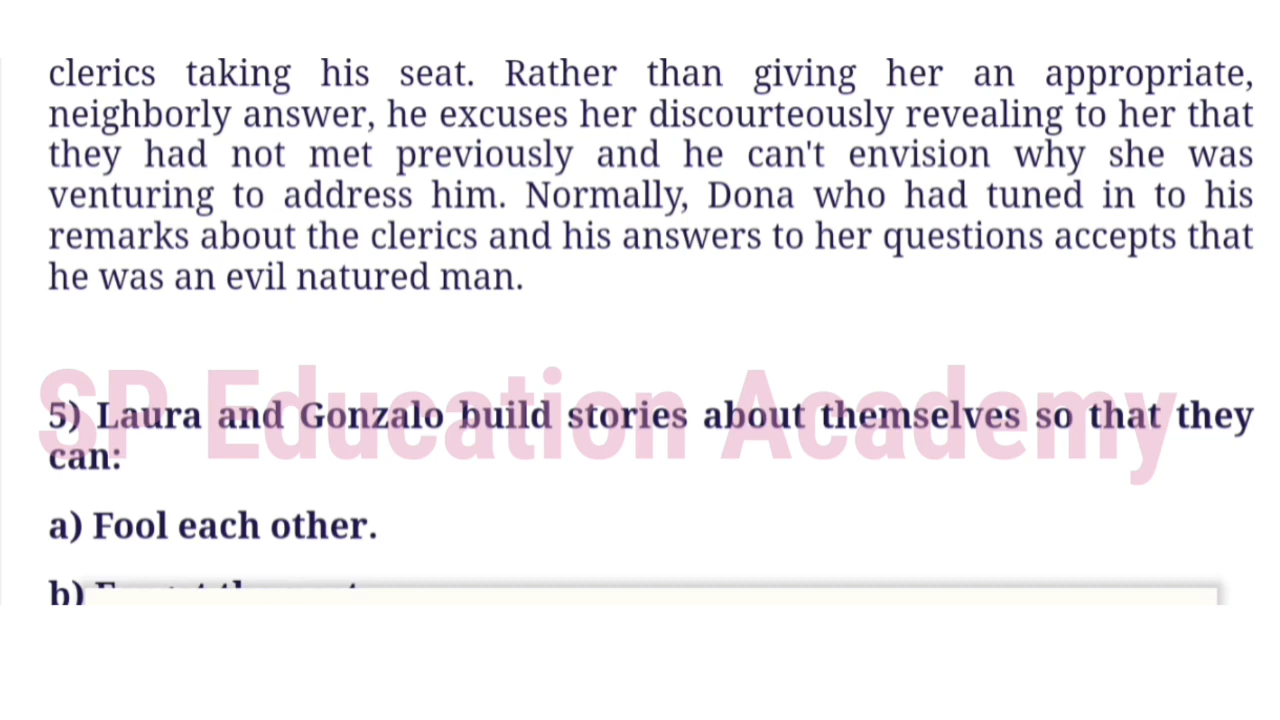 clerics taking his seat. Rather than giving her an appropriate,
neighborly answer, he excuses her discourteously revealing to her that
they had not met previously and he can't envision why she was
venturing to address him. Normally, Dona who had tuned in to his
remarks about the clerics and his answers to her questions accepts that
he was an evil natured man.
SP Education Academy
5) Laura and Gonzalo build stories about themselves so that they
can:
a) Fool each other.
b)